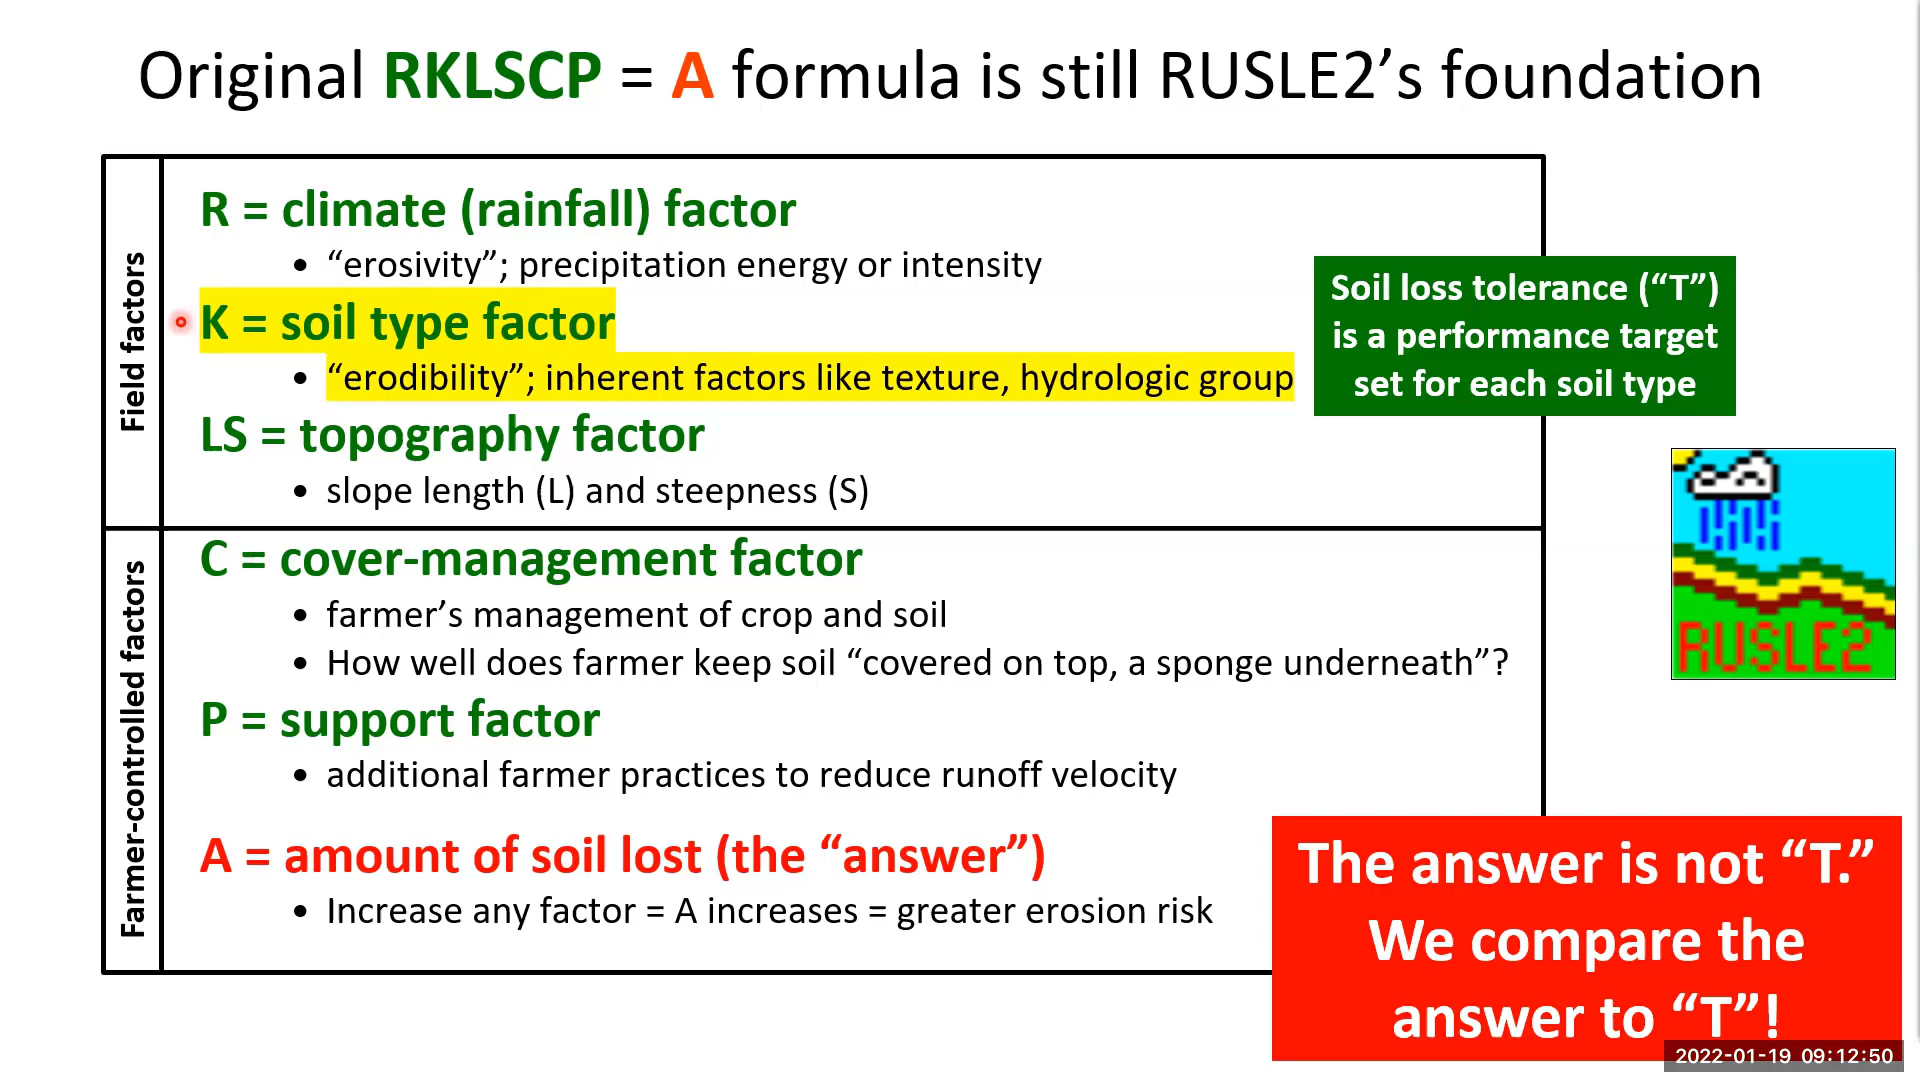 Original RKLSCP = A formula is still RUSLE2’s foundation
Field factors
R = climate (rainfall) factor
• “erosivity”; precipitation energy or intensity
K = soil type factor
• “erodibility”; inherent factors like texture, hydrologic group
LS = topography factor
• slope length (L) and steepness (S)
Soil loss tolerance (“T”)
is a performance target
set for each soil type
RUSLE2
Farmer-controlled factors
C = cover-management factor
• farmer’s management of crop and soil
• How well does farmer keep soil “covered on top, a sponge underneath”?
P = support factor
• additional farmer practices to reduce runoff velocity
A = amount of soil lost (the “answer”)
• Increase any factor = A increases = greater erosion risk
The answer is not “T.”
We compare the
answer to “T”!
2022-01-19 09:12:50